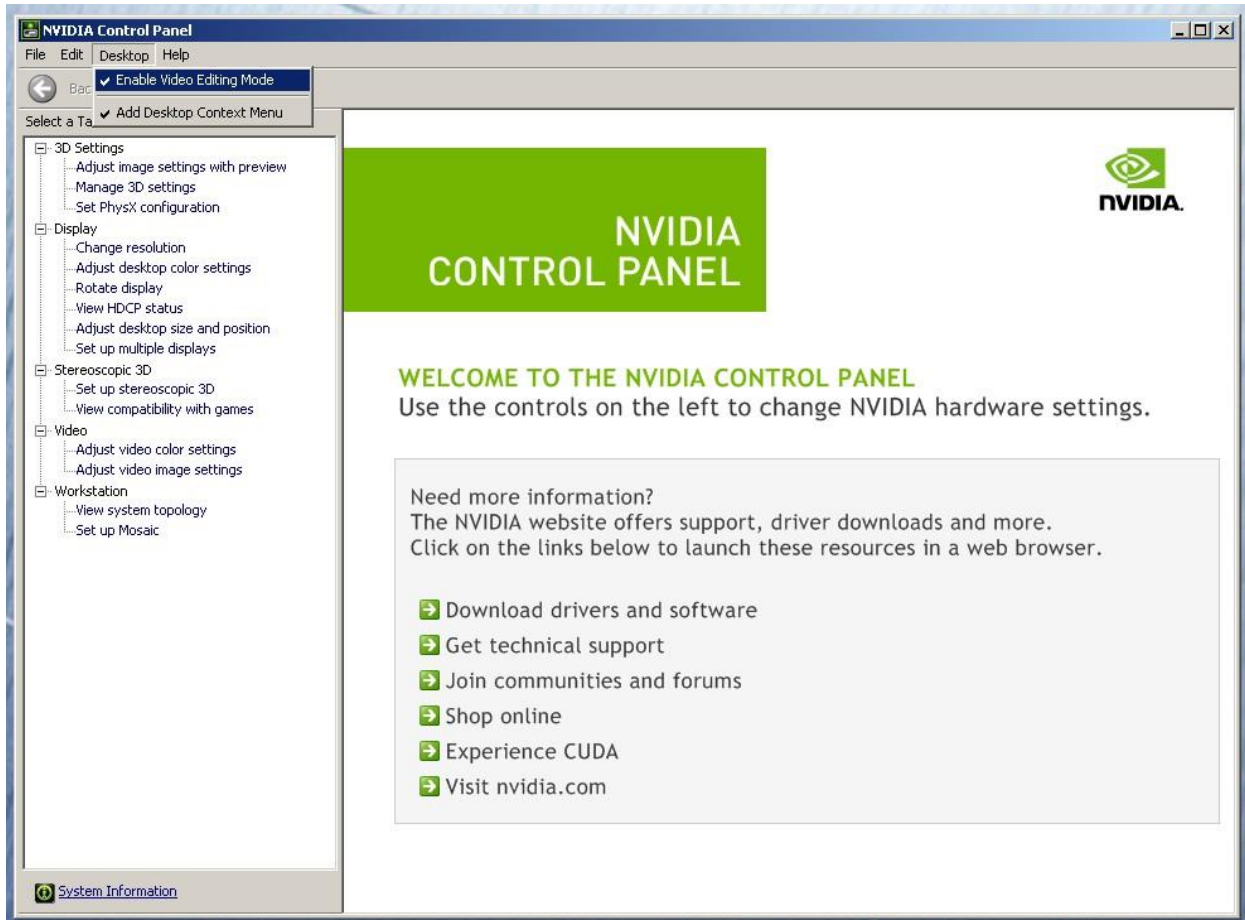 NVIDIA Control Panel
File Edit Desktop Help
Bac
Enable Video Editing Mode
Add Desktop Context Menu
Select a Ta
3D Settings
Adjust image settings with preview
Manage 3D settings
Set PhysX configuration
Display
Change resolution
Adjust desktop color settings
Rotate display
View HDCP status
Adjust desktop size and position
Set up multiple displays
Stereoscopic 3D
Set up stereoscopic 3D
View compatibility with games
Video
Adjust video color settings
Adjust video image settings
Workstation
View system topology
Set up Mosaic
System Information
NVIDIA
CONTROL PANEL
NVIDIA.
WELCOME TO THE NVIDIA CONTROL PANEL
Use the controls on the left to change NVIDIA hardware settings.
Need more information?
The NVIDIA website offers support, driver downloads and more.
Click on the links below to launch these resources in a web browser.
Download drivers and software
Get technical support
Join communities and forums
Shop online
Experience CUDA
Visit nvidia.com